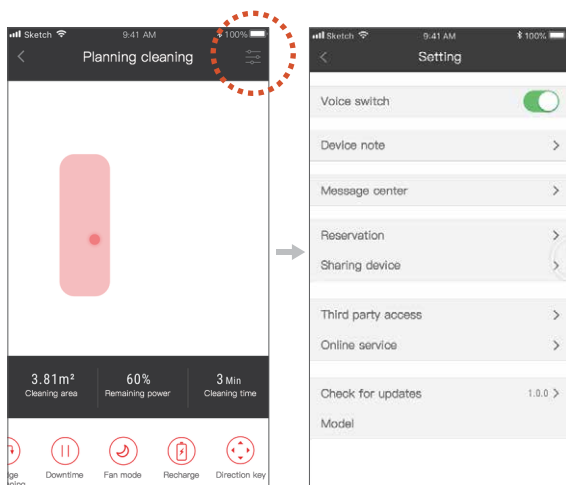 Sketch 9:41 AM 100%
Planning cleaning
3.81m² 60% 3 Min
Cleaning area Remaining power Cleaning time
Downtime Fan mode Recharge Direction key
Sketch 9:41 AM 100%
Setting
Voice switch
Device note
Message center
Reservation
Sharing device
Third party access
Online service
Check for updates 1.0.0
Model